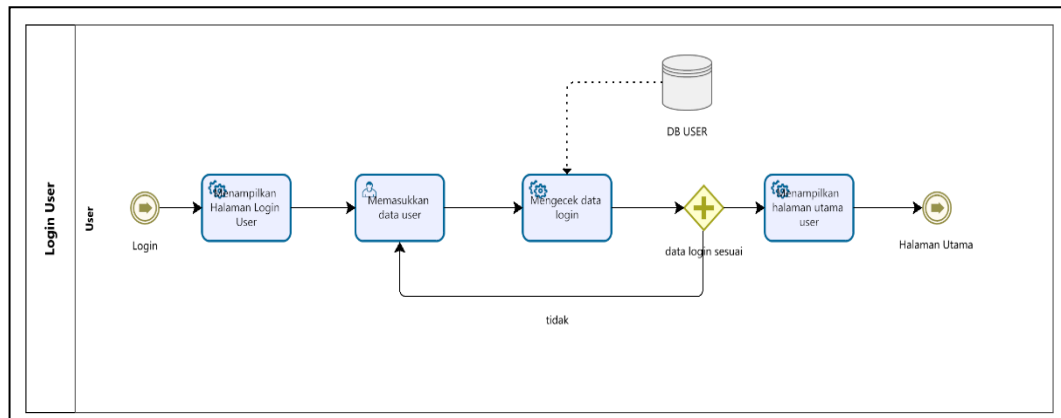 Login User
User
DB USER
Login
Menampilkan
Halaman Login
User
Memasukkan
data user
Mengecek data
login
data login sesuai
Menampilkan
halaman utama
user
Halaman Utama
tidak